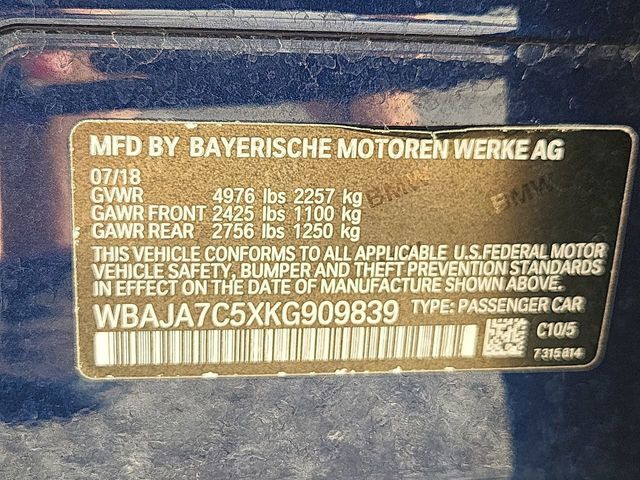 MFD BY BAYERISCHE MOTOREN WERKE AG
07/18
GVWR 4976 lbs 2257 kg
GAWR FRONT 2425 lbs 1100 kg
GAWR REAR 2756 lbs 1250 kg
BMW BMW
THIS VEHICLE CONFORMS TO ALL APPLICABLE U.S.FEDERAL MOTOR
VEHICLE SAFETY, BUMPER AND THEFT PREVENTION STANDARDS
IN EFFECT ON THE DATE OF MANUFACTURE SHOWN ABOVE.
WBAJA7C5XKG909839 TYPE: PASSENGER CAR
C10/5
7315814